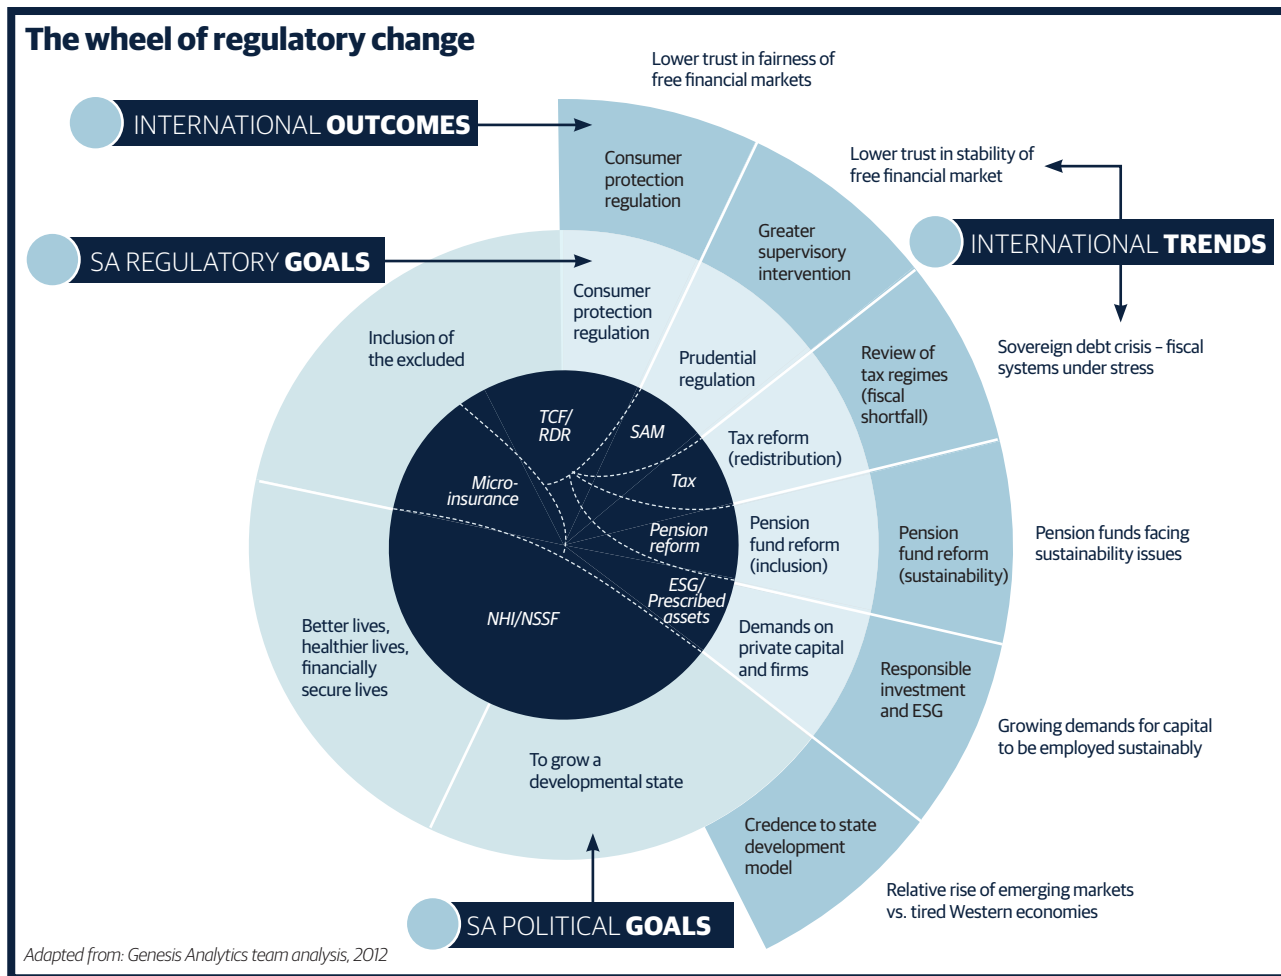 The wheel of regulatory change
Lower trust in fairness of
free financial markets
INTERNATIONAL OUTCOMES
Consumer
protection
regulation
Lower trust in stability of
free financial market
Greater
supervisory
intervention
INTERNATIONAL TRENDS
SA REGULATORY GOALS
Consumer
protection
regulation
Inclusion of
the excluded
Prudential
regulation
Review of
tax regimes
(fiscal
shortfall)
Sovereign debt crisis – fiscal
systems under stress
TCF/
RDR
SAM
Tax reform
(redistribution)
Micro-
insurance
Tax
Pension
reform
Pension
fund reform
(inclusion)
Pension
fund reform
(sustainability)
Pension funds facing
sustainability issues
ESG/
Prescribed
assets
NHI/NSSF
Better lives,
healthier lives,
financially
secure lives
Demands on
private capital
and firms
Responsible
investment
and ESG
Growing demands for capital
to be employed sustainably
To grow a
developmental state
Credence to state
development
model
Relative rise of emerging markets
vs. tired Western economies
SA POLITICAL GOALS
Adapted from: Genesis Analytics team analysis, 2012